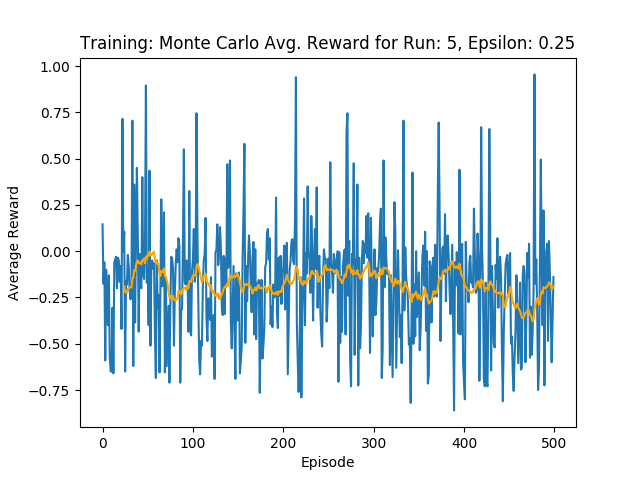 Training: Monte Carlo Avg. Reward for Run: 5, Epsilon: 0.25
1.00
0.75
0.50
0.25
0.00
−0.25
−0.50
−0.75
Average Reward
0 100 200 300 400 500
Episode